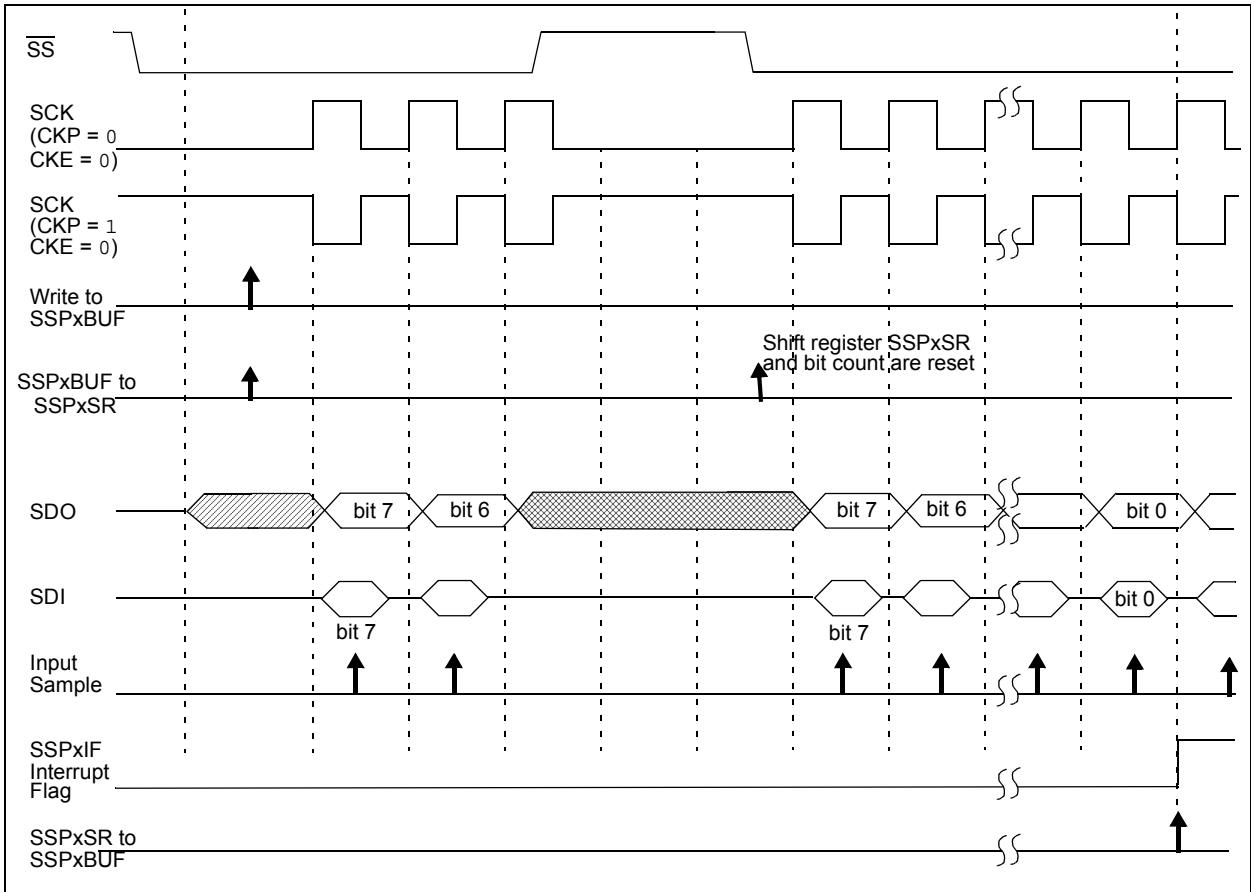 SS
SCK
(CKP = 0
CKE = 0)
SCK
(CKP = 1
CKE = 0)
Write to
SSPxBUF
Shift register SSPxSR
and bit count are reset
SSPxBUF to
SSPxSR
SDO
bit 7
bit 6
bit 7
bit 6
bit 0
SDI
bit 0
bit 7
bit 7
Input
Sample
SSPxIF
Interrupt
Flag
SSPxSR to
SSPxBUF